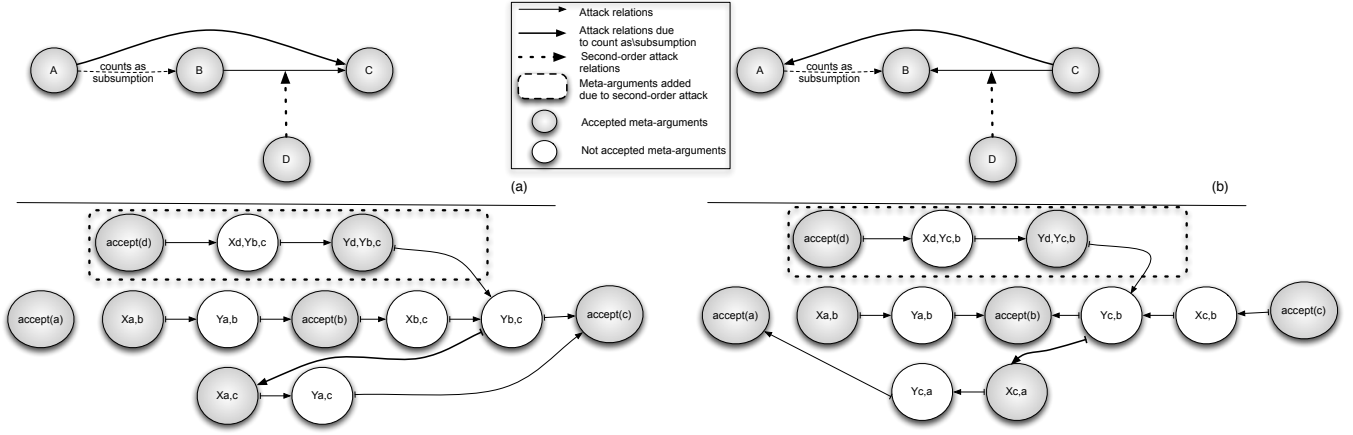 A
counts as
subsumption
B
C
D
(a)
Attack relations
Attack relations due
to count as\subsumption
Second-order attack
relations
Meta-arguments added
due to second-order attack
Accepted meta-arguments
Not accepted meta-arguments
A
counts as
subsumption
B
C
D
(b)
accept(d)
Xd,Yb,c
Yd,Yb,c
accept(a)
Xa,b
Ya,b
accept(b)
Xb,c
Yb,c
accept(c)
Xa,c
Ya,c
accept(d)
Xd,Yc,b
Yd,Yc,b
accept(a)
Xa,b
Ya,b
accept(b)
Yc,b
Xc,b
accept(c)
Yc,a
Xc,a